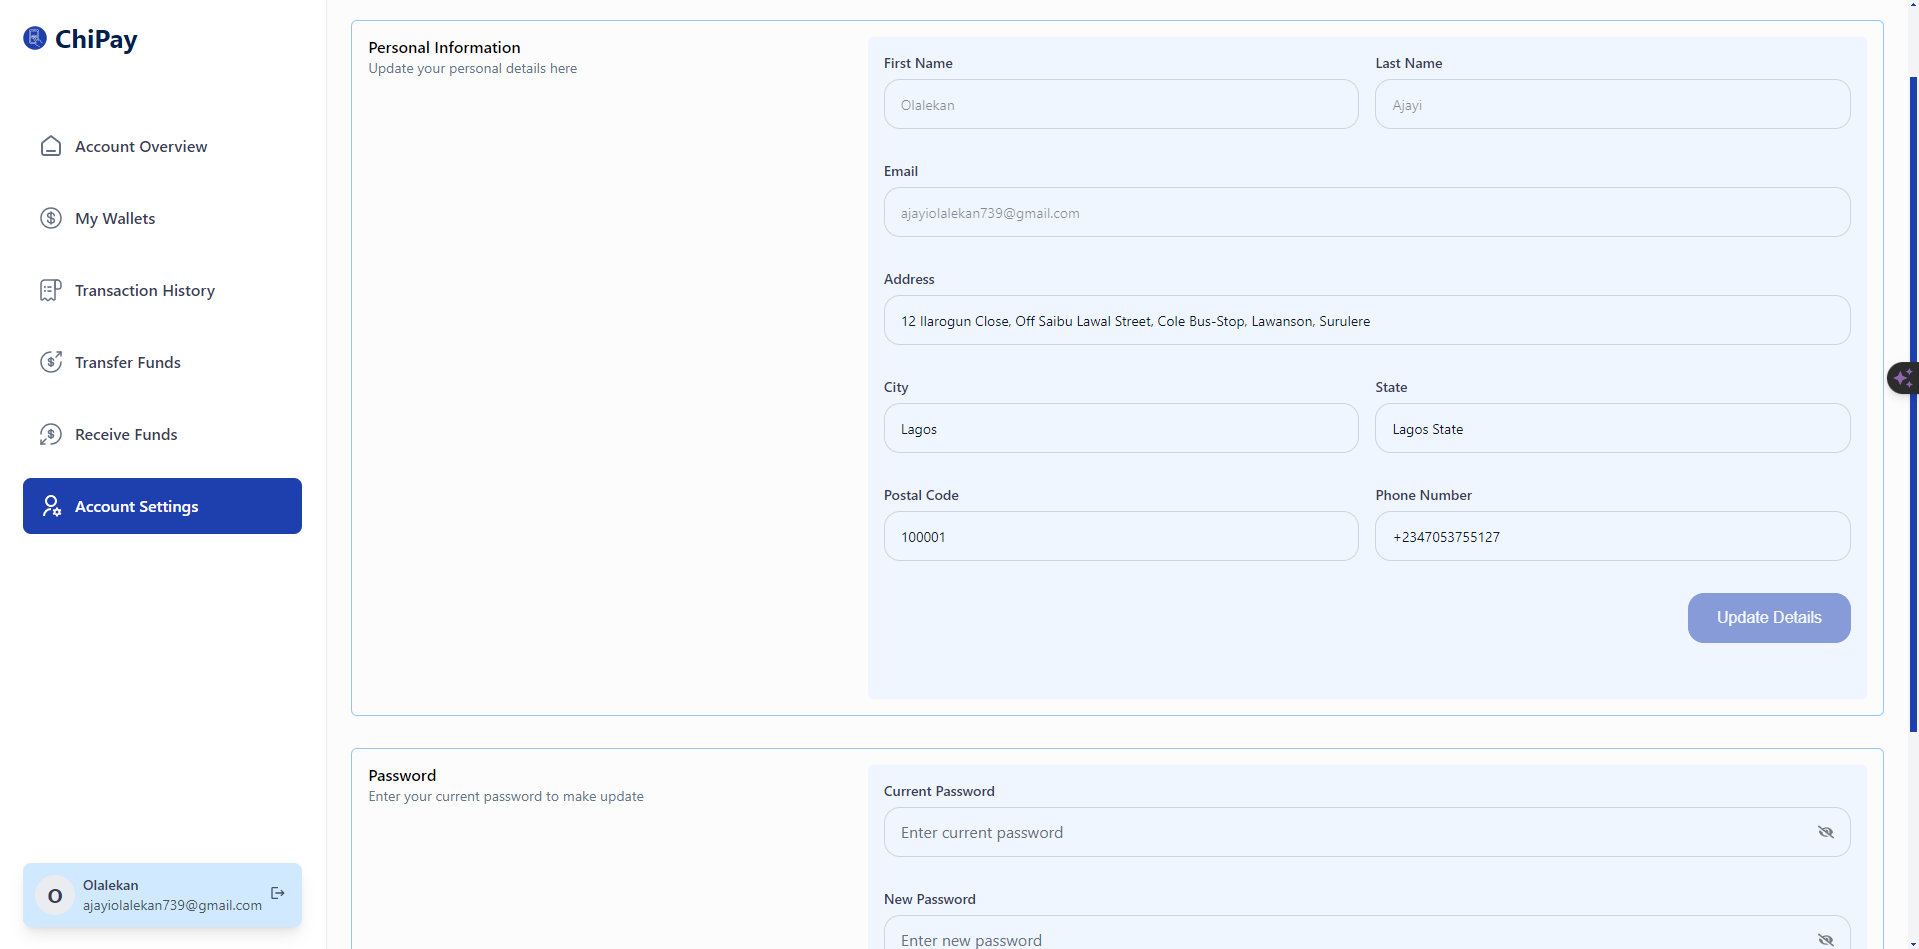 ChiPay
Account Overview
My Wallets
Transaction History
Transfer Funds
Receive Funds
Account Settings
O
Olalekan
ajayiolalekan739@gmail.com
Personal Information
Update your personal details here
First Name
Last Name
Olalekan
Ajayi
Email
ajayiolalekan739@gmail.com
Address
12 Ilarogun Close, Off Saibu Lawal Street, Cole Bus-Stop, Lawanson, Surulere
City
State
Lagos
Lagos State
Postal Code
Phone Number
100001
+2347053755127
Update Details
Password
Enter your current password to make update
Current Password
Enter current password
New Password
Enter new password